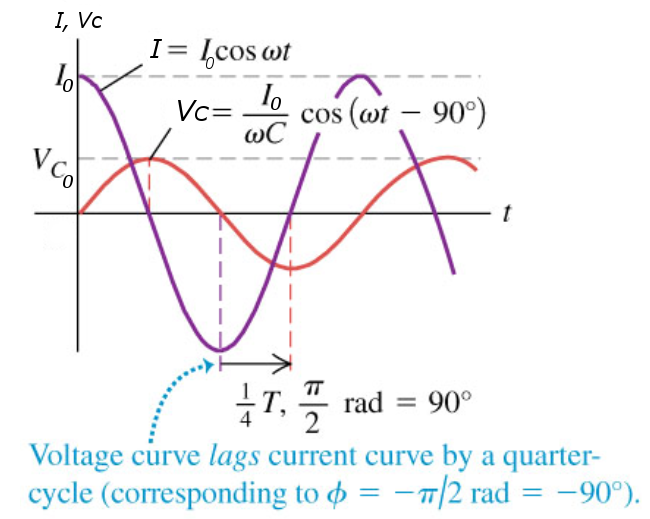 I, Vc
I = I₀cos ωt
I₀
Vc = I₀/ωC cos (ωt − 90°)
V_C₀
t
1/4 T, π/2 rad = 90°
Voltage curve lags current curve by a quarter-
cycle (corresponding to ϕ = −π/2 rad = −90°).